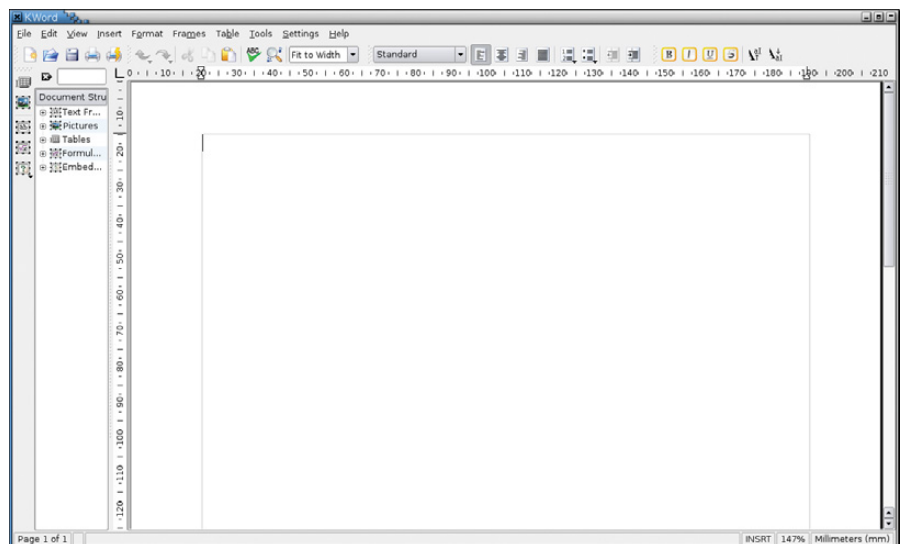 KWord
File Edit View Insert Format Frames Table Tools Settings Help
ABC Fit to Width Standard B I U
0 10 20 30 40 50 60 70 80 90 100 110 120 130 140 150 160 170 180 190 200 210
Document Stru
Text Fr...
Pictures
Tables
Formul...
Embed...
10
20
30
40
50
60
70
80
90
100
110
120
Page 1 of 1 INSRT 147% Millimeters (mm)